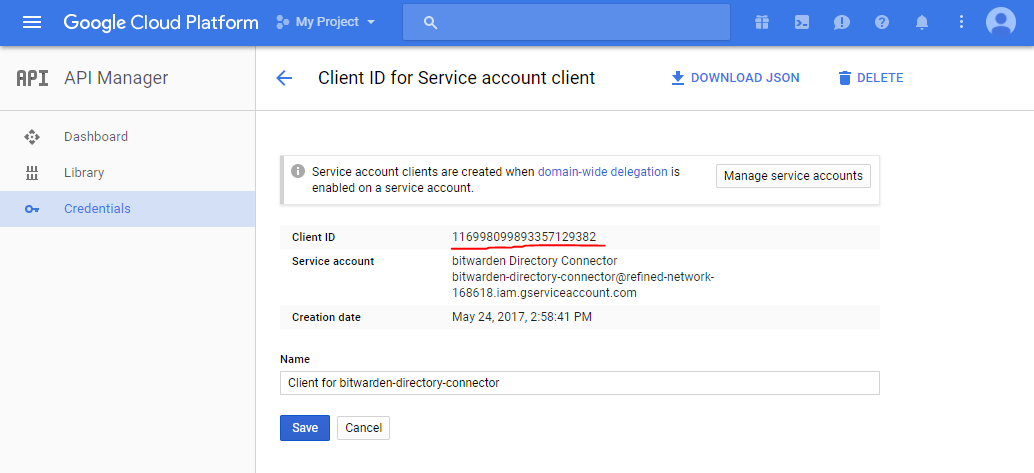 Google Cloud Platform My Project
API API Manager
Client ID for Service account client DOWNLOAD JSON DELETE
Dashboard
Library
Credentials
Service account clients are created when domain-wide delegation is
enabled on a service account.
Manage service accounts
Client ID 116998099893357129382
Service account bitwarden Directory Connector
bitwarden-directory-connector@refined-network-
168618.iam.gserviceaccount.com
Creation date May 24, 2017, 2:58:41 PM
Name
Client for bitwarden-directory-connector
Save Cancel